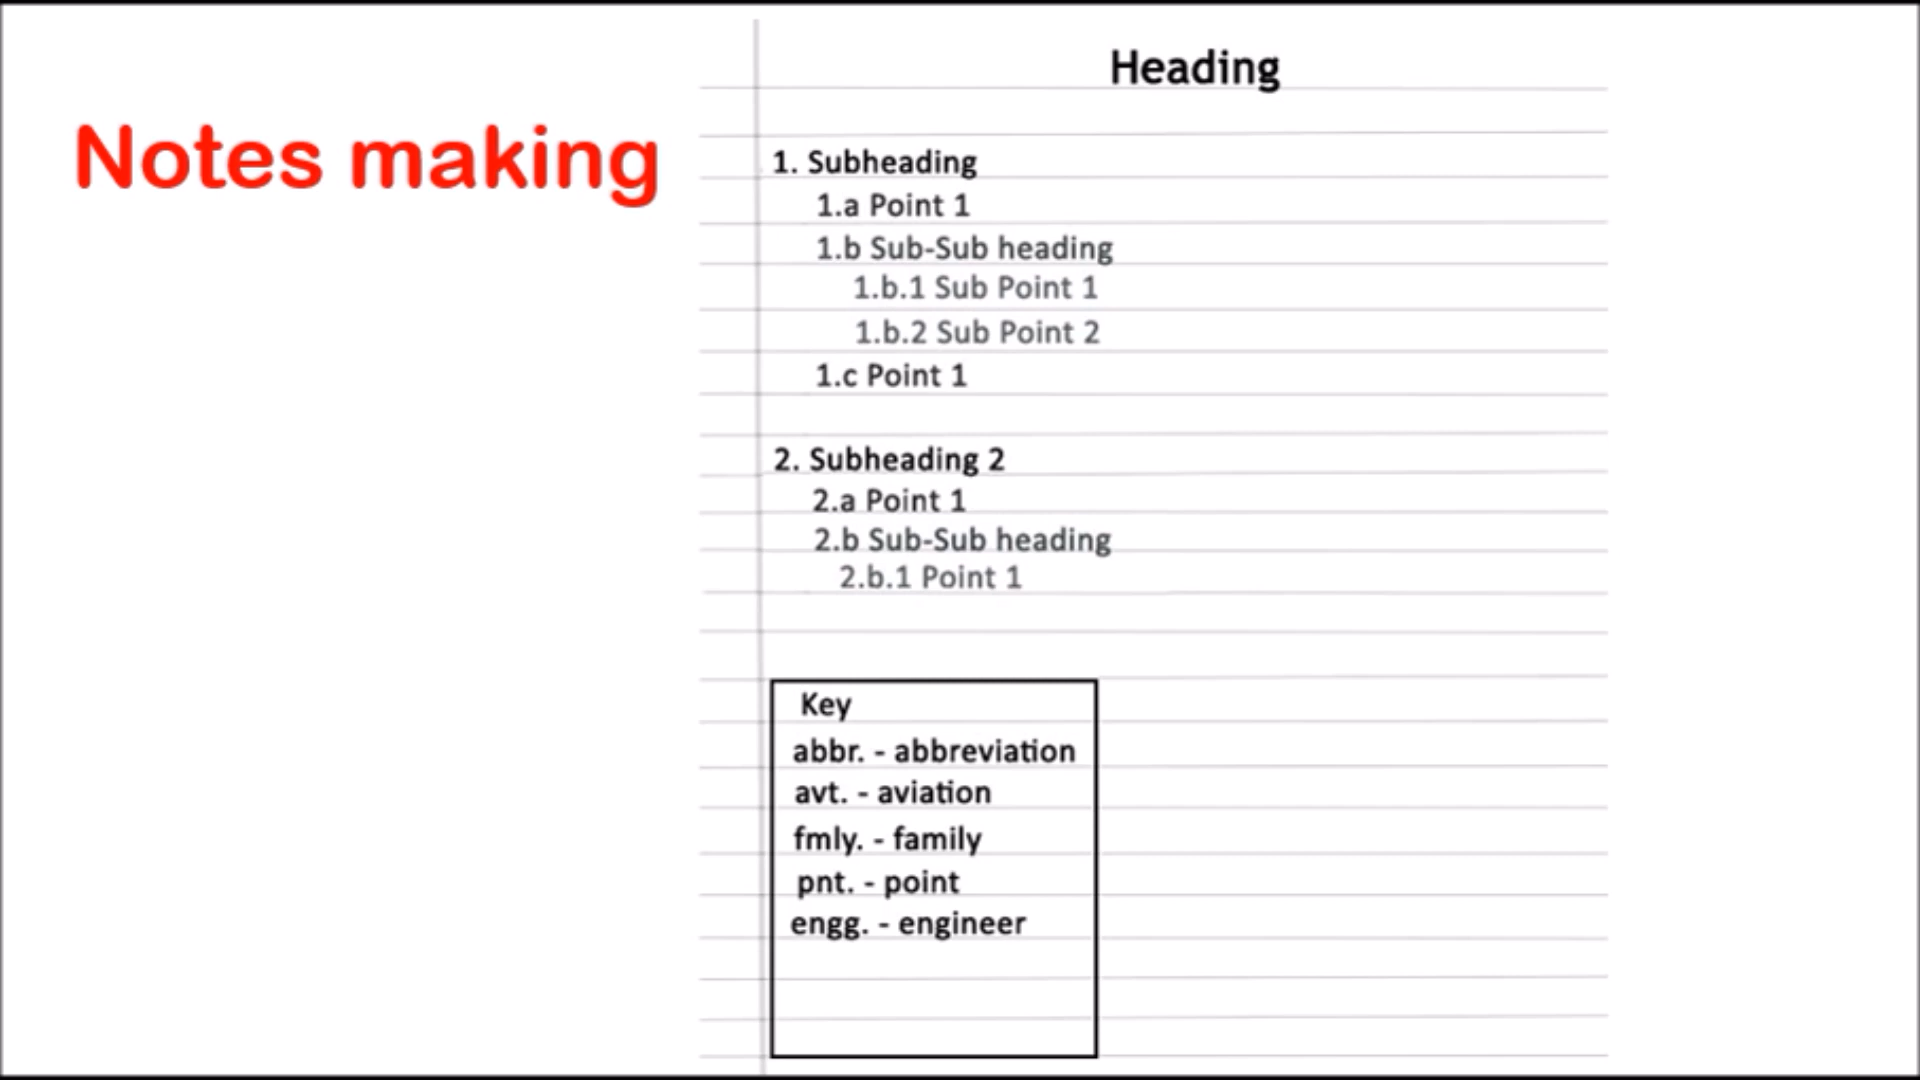 Notes making
Heading
1. Subheading
1.a Point 1
1.b Sub-Sub heading
1.b.1 Sub Point 1
1.b.2 Sub Point 2
1.c Point 1
2. Subheading 2
2.a Point 1
2.b Sub-Sub heading
2.b.1 Point 1
Key
abbr. - abbreviation
avt. - aviation
fmly. - family
pnt. - point
engg. - engineer